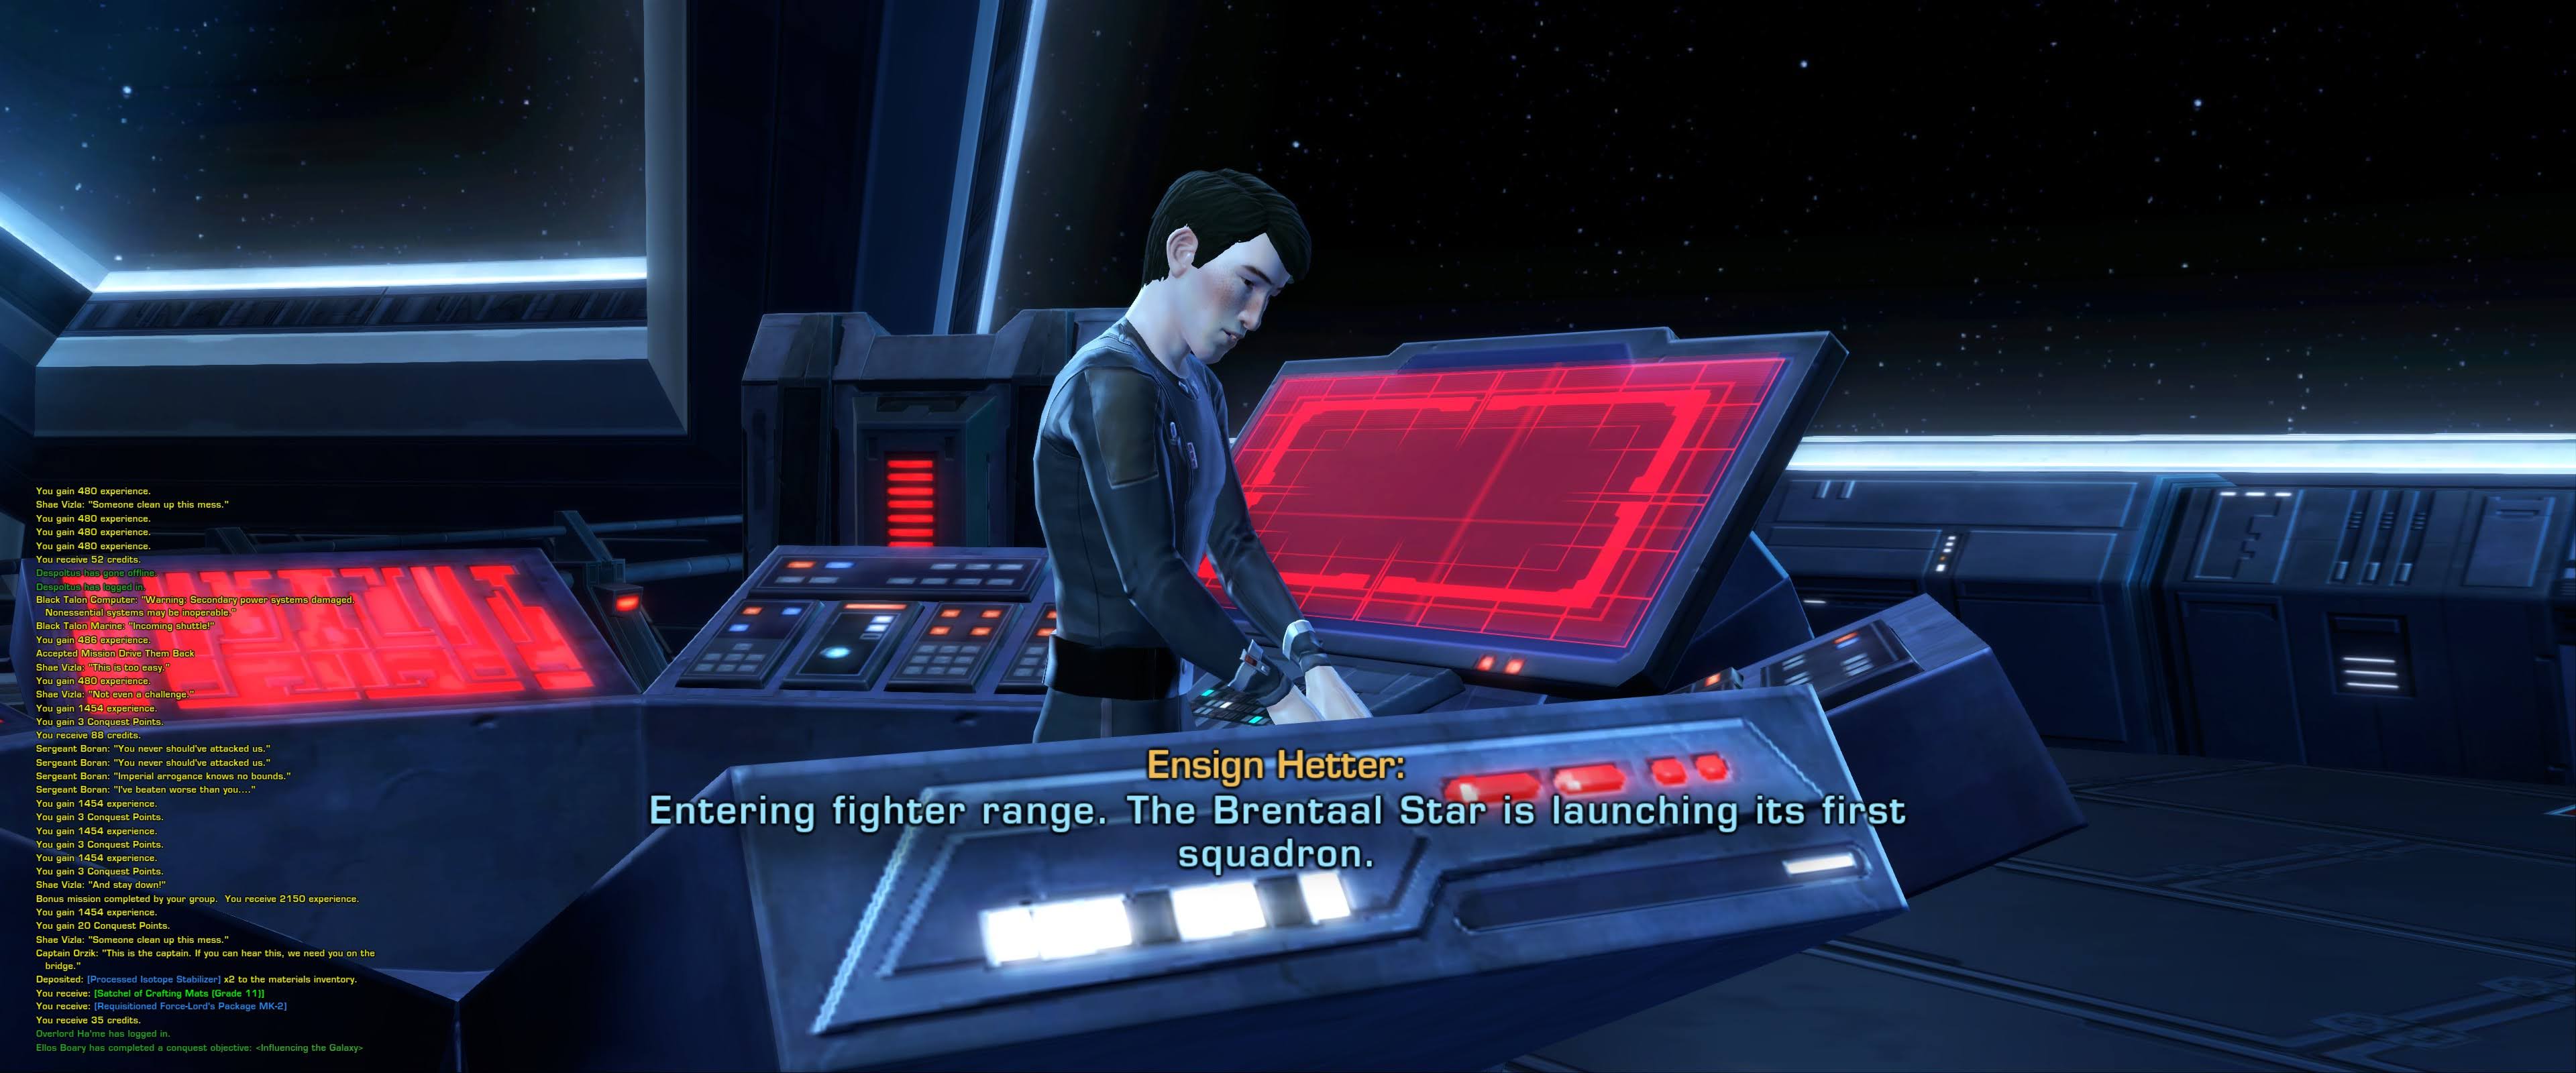 You gain 480 experience.
Shae Vizla: "Someone clean up this mess."
You gain 480 experience.
You gain 480 experience.
You gain 480 experience.
You receive 52 credits.
Despoltus has gone offline.
Despoltus has logged in.
Black Talon Computer: "Warning: Secondary power systems damaged.
Nonessential systems may be inoperable."
Black Talon Marine: "Incoming shuttle!"
You gain 486 experience.
Accepted Mission Drive Them Back
Shae Vizla: "This is too easy."
You gain 480 experience.
Shae Vizla: "Not even a challenge."
You gain 1454 experience.
You gain 3 Conquest Points.
You receive 88 credits.
Sergeant Boran: "You never should've attacked us."
Sergeant Boran: "You never should've attacked us."
Sergeant Boran: "Imperial arrogance knows no bounds."
Sergeant Boran: "I've beaten worse than you...."
You gain 1454 experience.
You gain 3 Conquest Points.
You gain 1454 experience.
You gain 3 Conquest Points.
You gain 1454 experience.
You gain 3 Conquest Points.
Shae Vizla: "And stay down!"
Bonus mission completed by your group.  You receive 2150 experience.
You gain 1454 experience.
You gain 20 Conquest Points.
Shae Vizla: "Someone clean up this mess."
Captain Orzik: "This is the captain. If you can hear this, we need you on the
bridge."
Deposited: [Processed Isotope Stabilizer] x2 to the materials inventory.
You receive: [Satchel of Crafting Mats (Grade 11)]
You receive: [Requisitioned Force-Lord's Package MK-2]
You receive 35 credits.
Overlord Ha'me has logged in.
Ellos Boary has completed a conquest objective: <Influencing the Galaxy>
Ensign Hetter:
Entering fighter range. The Brentaal Star is launching its first
squadron.